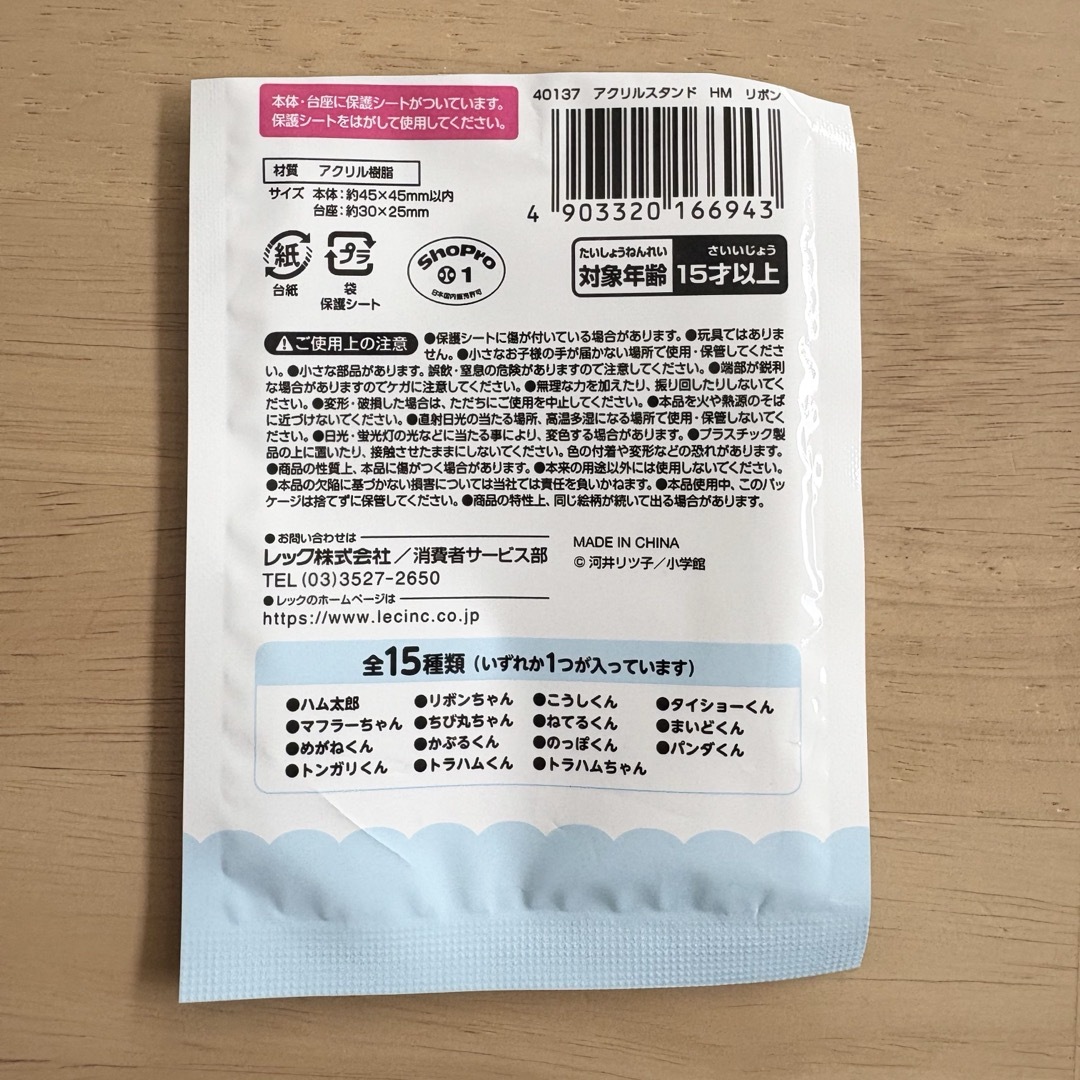 本体・台座に保護シートがついています。
保護シートをはがして使用してください。
40137 アクリルスタンド HM リボン
4 903320 166943
材質 アクリル樹脂
サイズ 本体：約45×45mm以内
台座：約30×25mm
紙
台紙
プラ
袋
保護シート
ShoPro
1
日本国内販売許可
たいしょうねんれい さいいじょう
対象年齢 15才以上
ご使用上の注意 ●保護シートに傷が付いている場合があります。●玩具ではありま
せん。●小さなお子様の手が届かない場所で使用・保管してくださ
い。●小さな部品があります。誤飲・窒息の危険がありますので注意してください。●端部が鋭利
な場合がありますのでケガに注意してください。●無理な力を加えたり、振り回したりしないでく
ださい。●変形・破損した場合は、ただちにご使用を中止してください。●本品を火や熱源のそば
に近づけないでください。●直射日光の当たる場所、高温多湿になる場所で使用・保管しないでく
ださい。●日光・蛍光灯の光などに当たる事により、変色する場合があります。●プラスチック製
品の上に置いたり、接触させたままにしないでください。色の付着や変形などの恐れがあります。
●商品の性質上、本品に傷がつく場合があります。●本来の用途以外には使用しないでください。
●本品の欠陥に基づかない損害については当社では責任を負いかねます。●本品使用中、このパッ
ケージは捨てずに保管してください。●商品の特性上、同じ絵柄が続いて出る場合があります。
●お問い合わせは
レック株式会社／消費者サービス部
TEL (03)3527-2650
●レックのホームページは
https://www.lecinc.co.jp
MADE IN CHINA
© 河井リツ子／小学館
全15種類（いずれか1つが入っています）
●ハム太郎 ●リボンちゃん ●こうしくん ●タイショーくん
●マフラーちゃん ●ちび丸ちゃん ●ねてるくん ●まいどくん
●めがねくん ●かぶるくん ●のっぽくん ●パンダくん
●トンガリくん ●トラハムくん ●トラハムちゃん